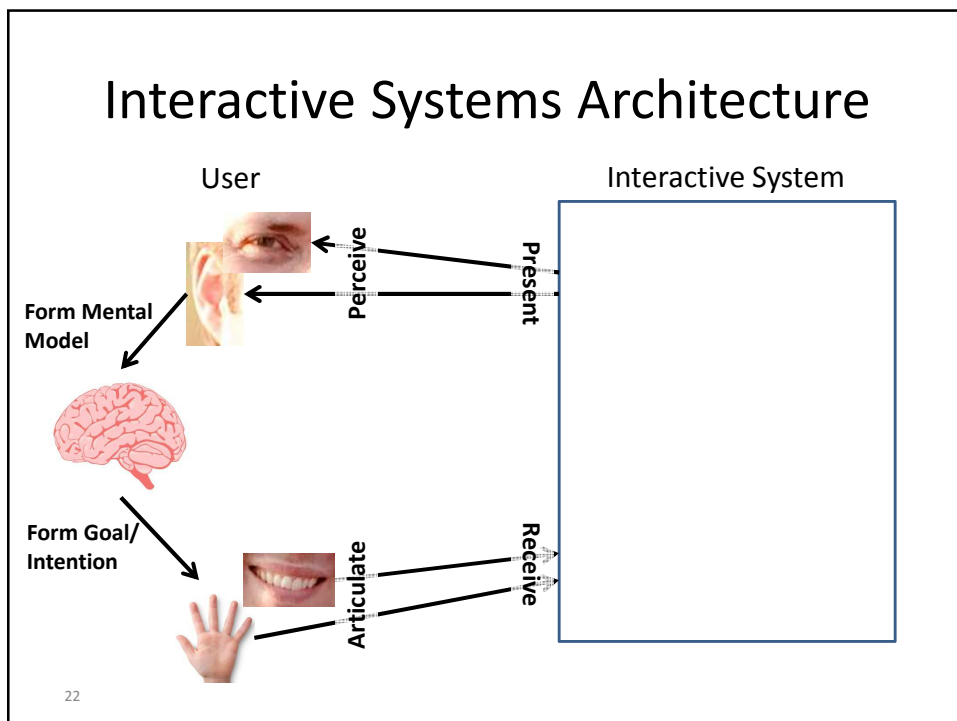 Interactive Systems Architecture
User
Interactive System
Perceive
Present
Form Mental
Model
Form Goal/
Intention
Articulate
Receive
22